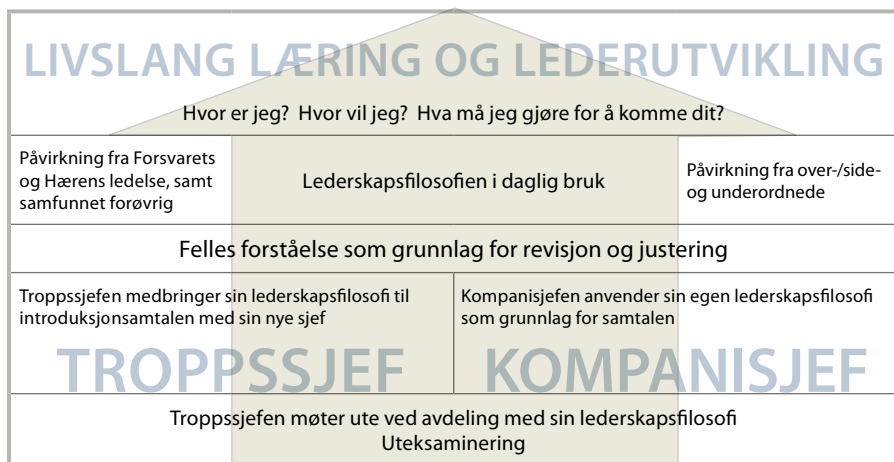 LIVSLANG LÆRING OG LEDERUTVIKLING
Hvor er jeg? Hvor vil jeg? Hva må jeg gjøre for å komme dit?
Påvirkning fra Forsvarets
og Hærens ledelse, samt
samfunnet forøvrig
Lederskapsfilosofien i daglig bruk
Påvirkning fra over-/side-
og underordnede
Felles forståelse som grunnlag for revisjon og justering
Troppssjefen medbringer sin lederskapsfilosofi til
introduksjonsamtalen med sin nye sjef
Kompanisjefen anvender sin egen lederskapsfilosofi
som grunnlag for samtalen
TROPPSSJEF
KOMPANISJEF
Troppssjefen møter ute ved avdeling med sin lederskapsfilosofi
Uteksaminering